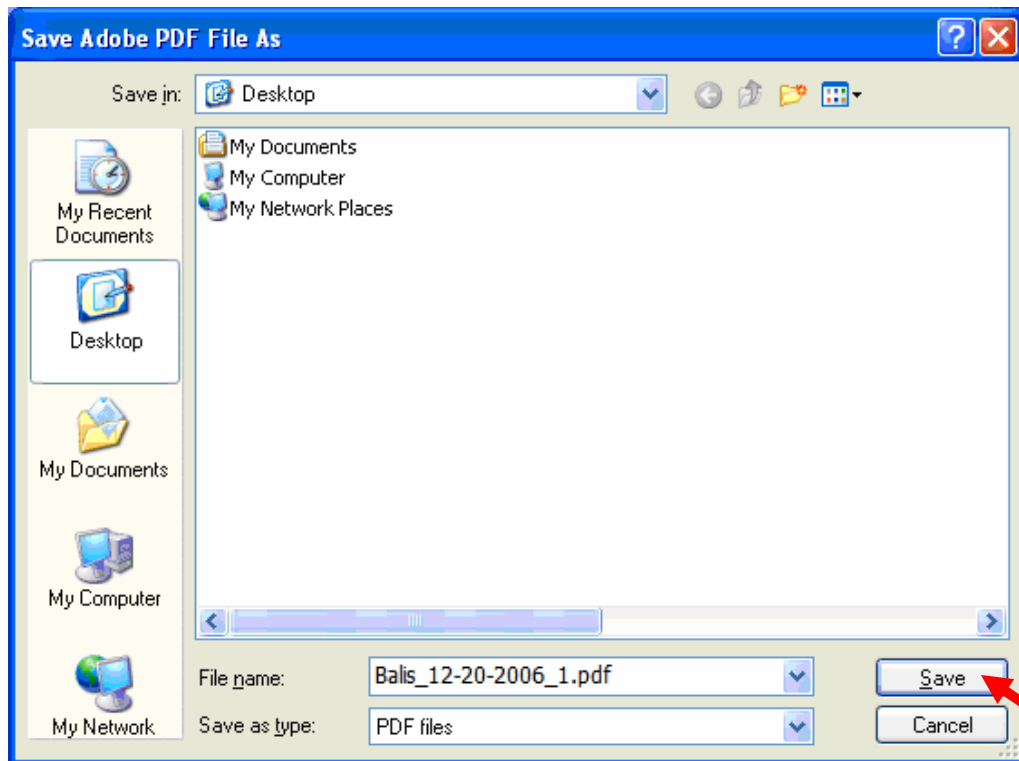 Save Adobe PDF File As
Save in: Desktop
My Documents
My Computer
My Network Places
My Recent
Documents
Desktop
My Documents
My Computer
My Network
File name: Balis_12-20-2006_1.pdf
Save
Save as type: PDF files
Cancel